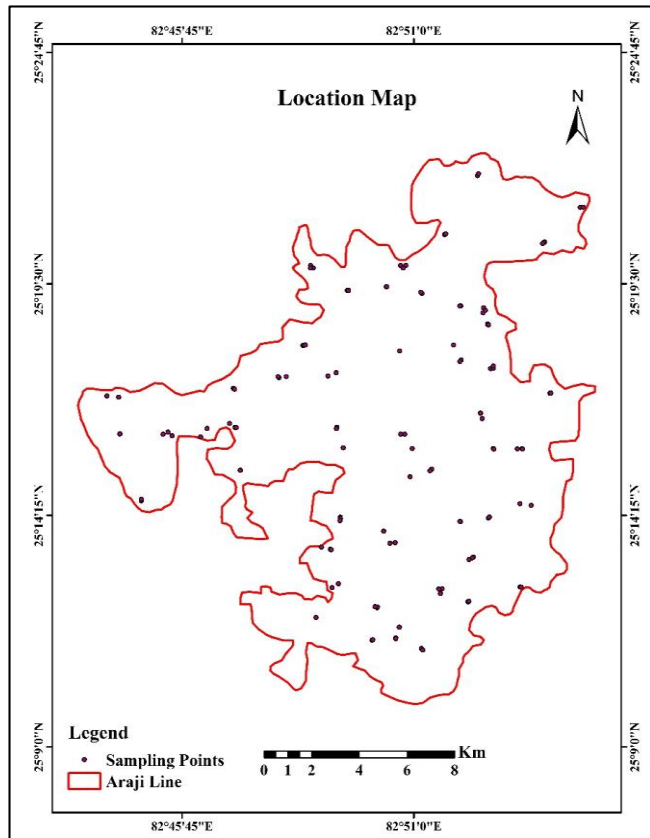 82°45'45"E 82°51'0"E
25°24'45"N 25°24'45"N
Location Map
N
25°19'30"N 25°19'30"N
25°14'15"N 25°14'15"N
25°9'0"N 25°9'0"N
Legend
Sampling Points
Araji Line
Km
0 1 2 4 6 8
82°45'45"E 82°51'0"E